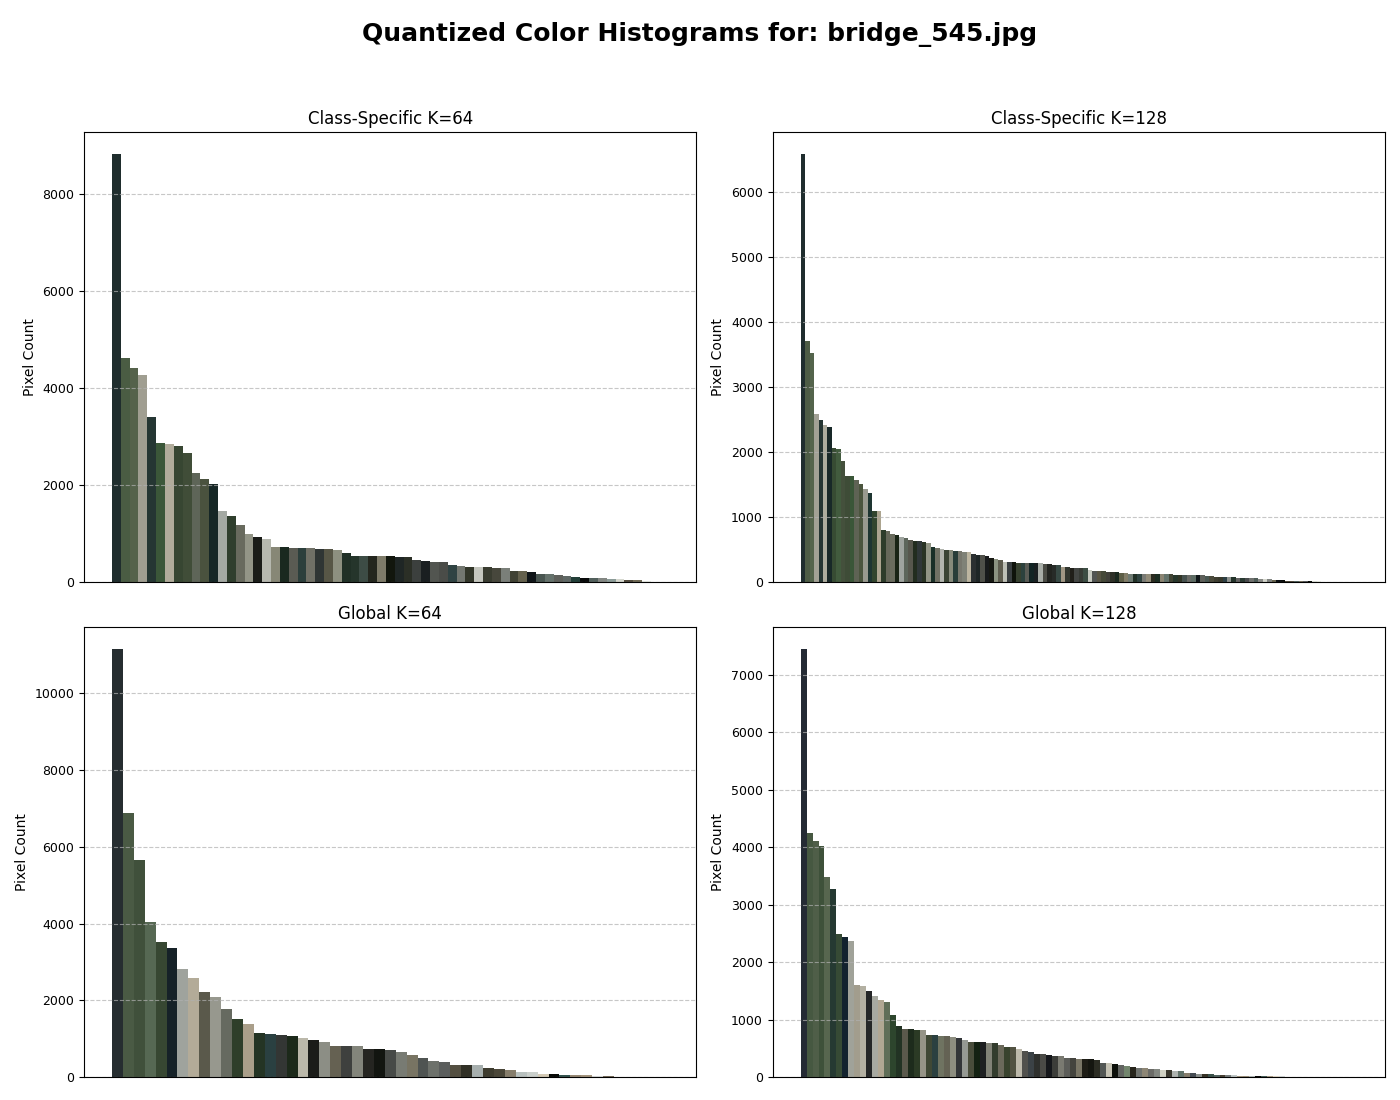 Quantized Color Histograms for: bridge_545.jpg
Class-Specific K=64
Pixel Count
8000
6000
4000
2000
0
Class-Specific K=128
Pixel Count
6000
5000
4000
3000
2000
1000
0
Global K=64
Pixel Count
10000
8000
6000
4000
2000
0
Global K=128
Pixel Count
7000
6000
5000
4000
3000
2000
1000
0